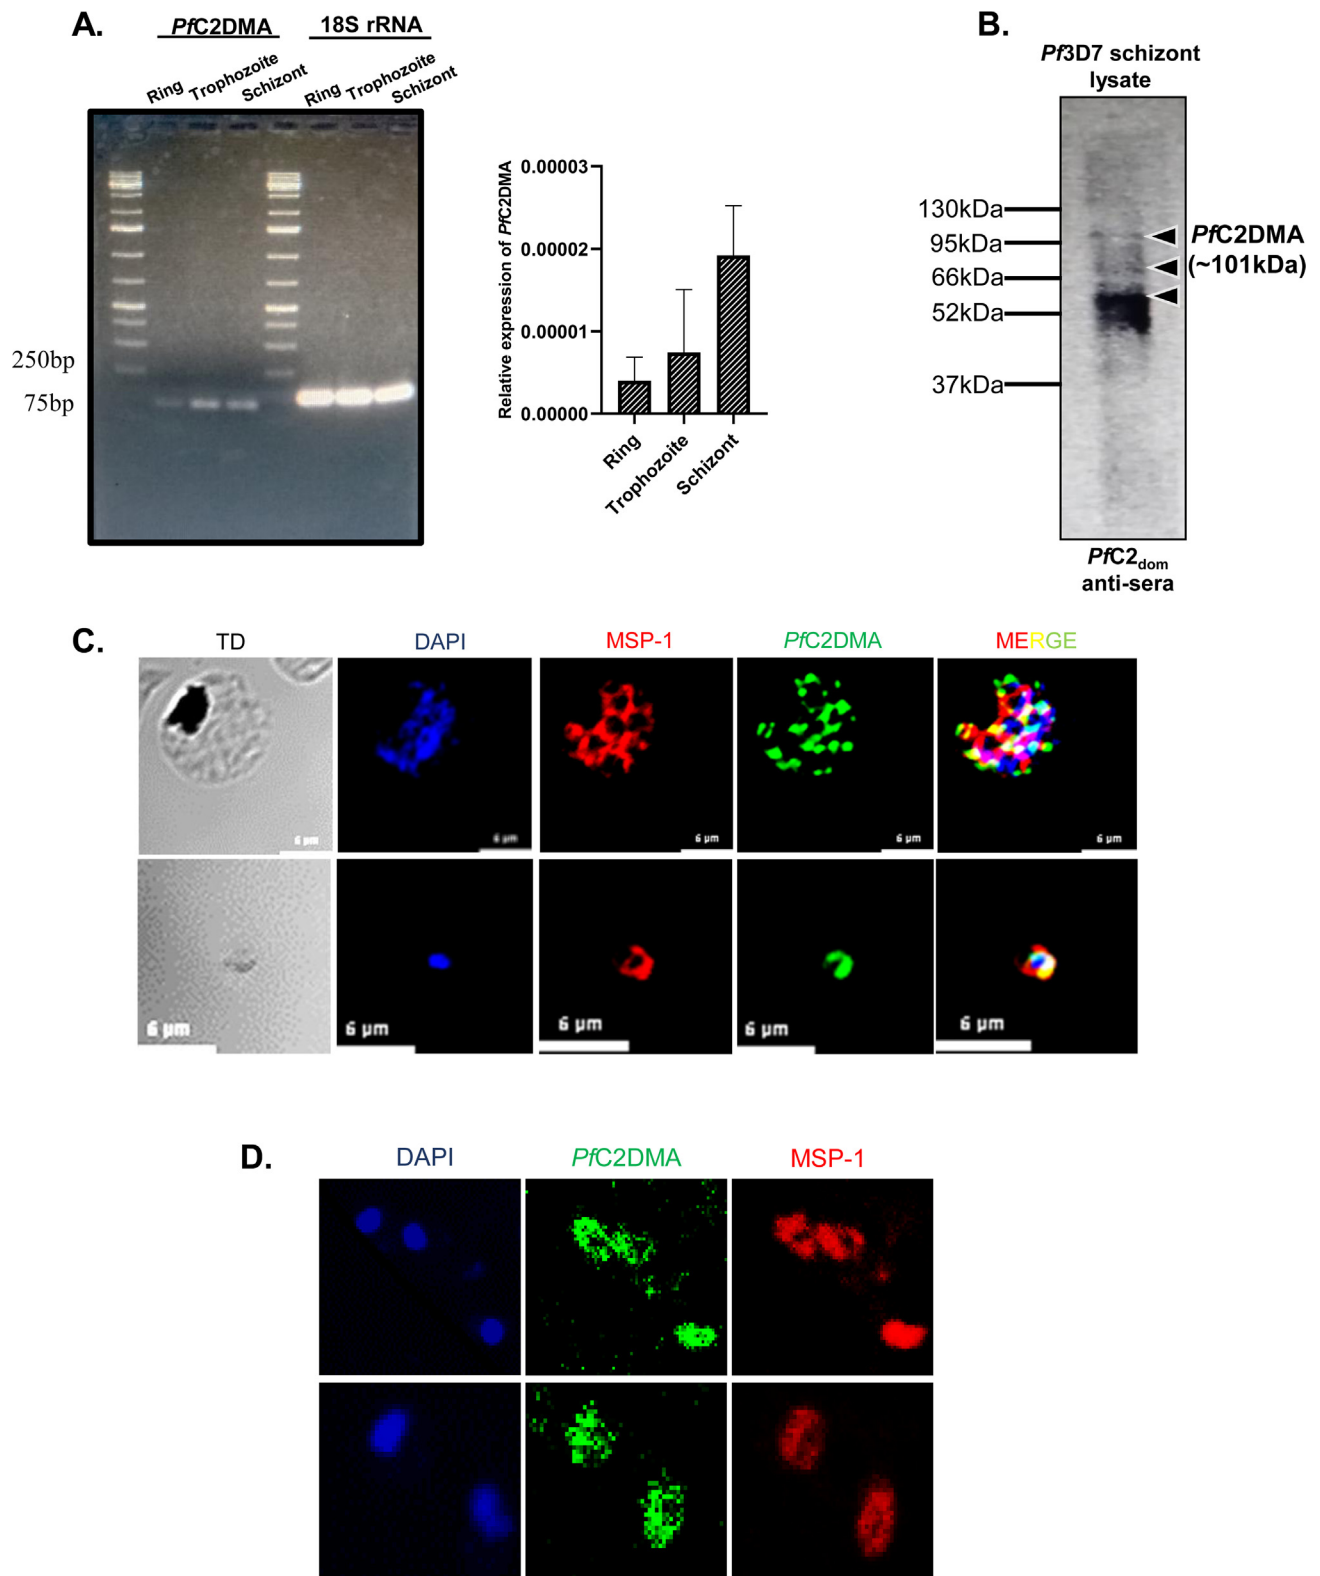 A.
PfC2DMA 18S rRNA
Ring Trophozoite Schizont Ring Trophozoite Schizont
250bp
75bp
Relative expression of PfC2DMA
0.00003
0.00002
0.00001
0.00000
Ring
Trophozoite
Schizont
B.
Pf3D7 schizont
lysate
130kDa
95kDa
66kDa
52kDa
37kDa
PfC2DMA
(~101kDa)
PfC2dom
anti-sera
C.
TD DAPI MSP-1 PfC2DMA MERGE
6 µm 6 µm 6 µm 6 µm 6 µm
6 µm 6 µm 6 µm 6 µm 6 µm
D.
DAPI PfC2DMA MSP-1